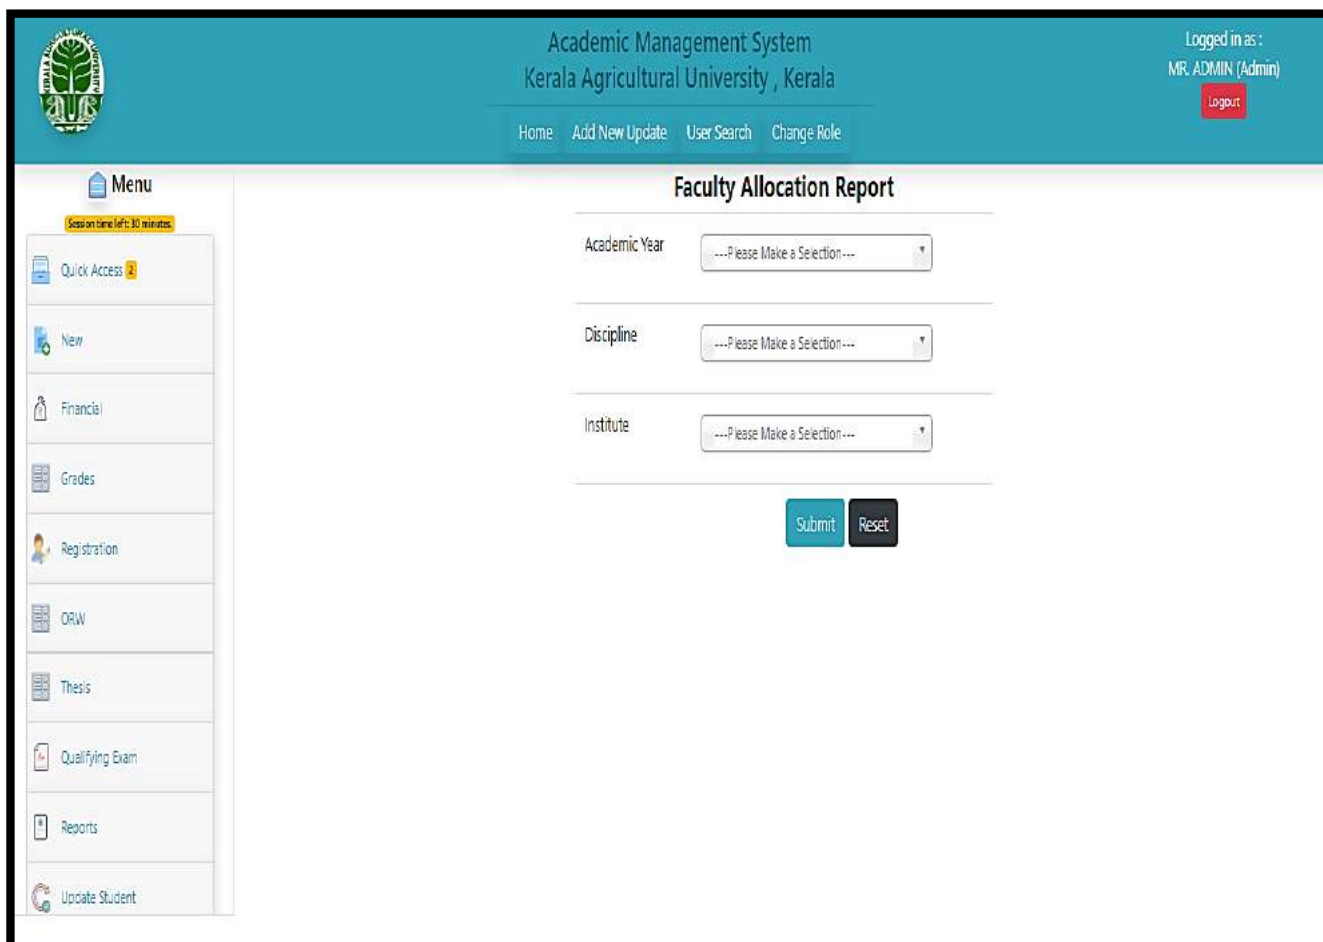 Academic Management System
Kerala Agricultural University , Kerala
Home Add New Update User Search Change Role
Logged in as :
MR. ADMIN (Admin)
Logout
Menu
Session time left: 30 minutes.
Quick Access 2
New
Financial
Grades
Registration
ORW
Thesis
Qualifying Exam
Reports
Update Student
Faculty Allocation Report
Academic Year ---Please Make a Selection---
Discipline ---Please Make a Selection---
Institute ---Please Make a Selection---
Submit Reset